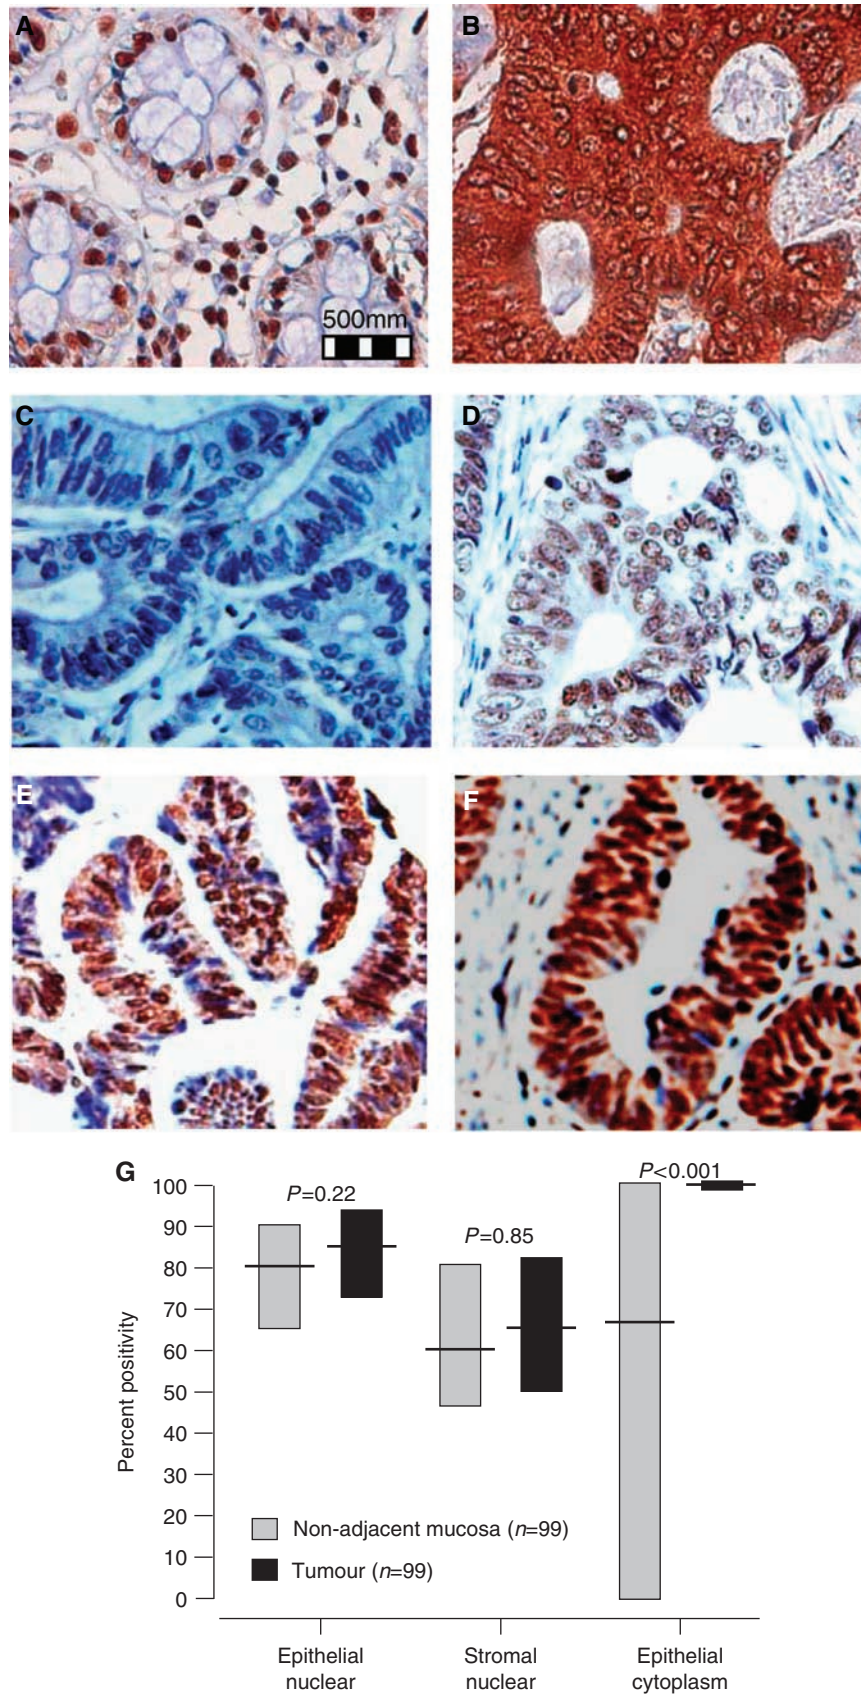 A
B
500mm
C
D
E
F
G
100
90
80
70
60
50
40
30
20
10
0
Percent positivity
P=0.22
P=0.85
P<0.001
Non-adjacent mucosa (n=99)
Tumour (n=99)
Epithelial
nuclear
Stromal
nuclear
Epithelial
cytoplasm